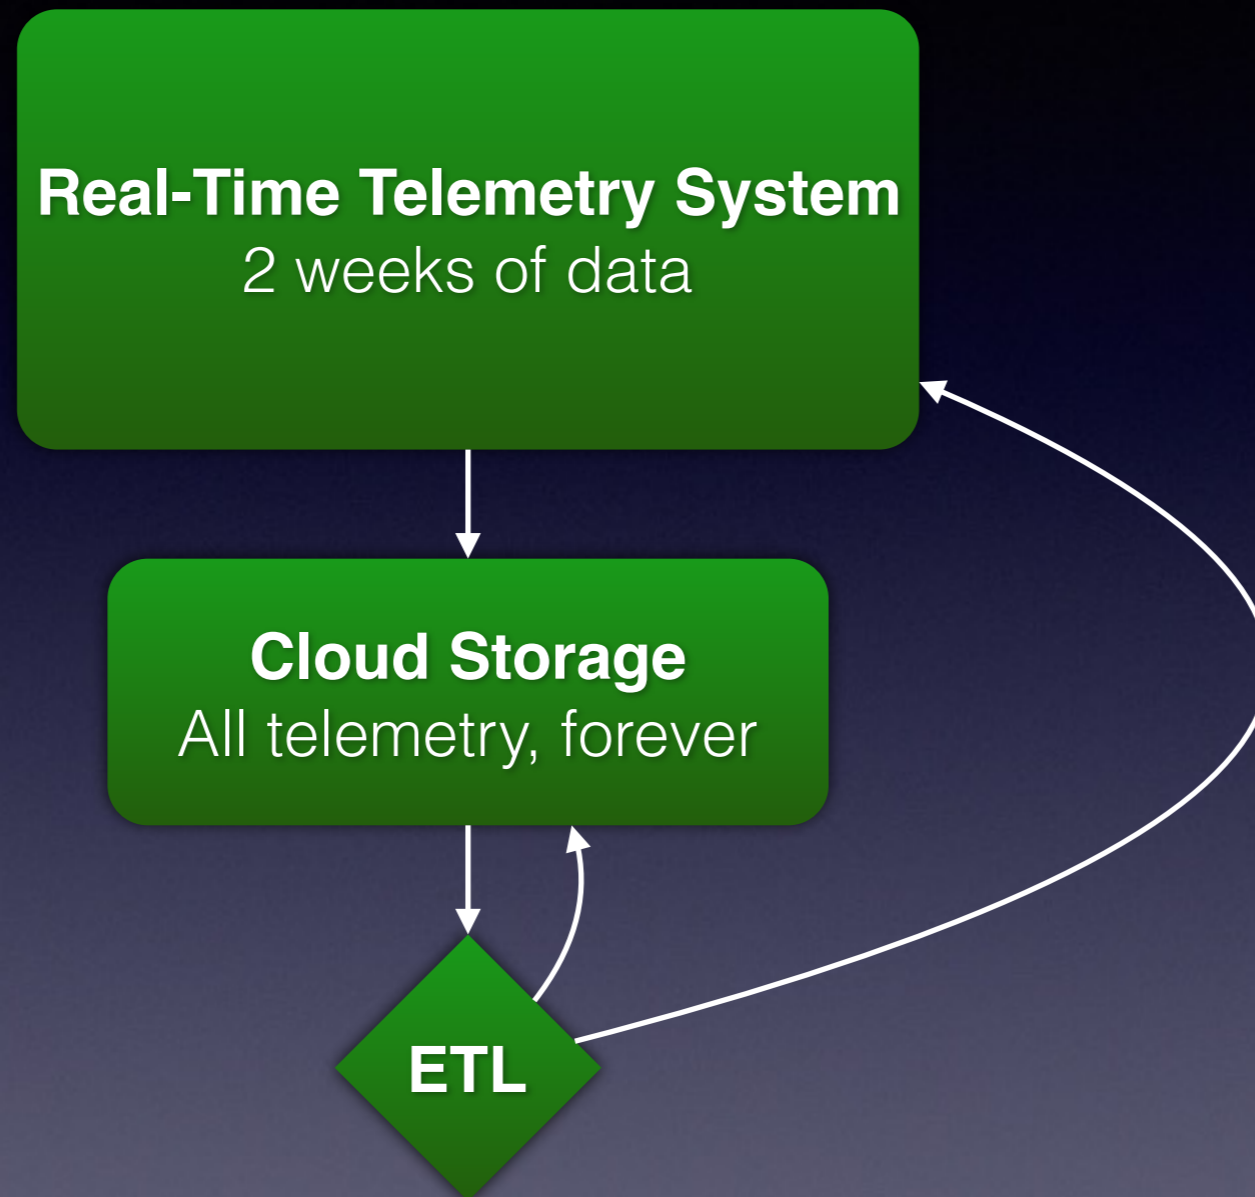 Real-Time Telemetry System
2 weeks of data
Cloud Storage
All telemetry, forever
ETL